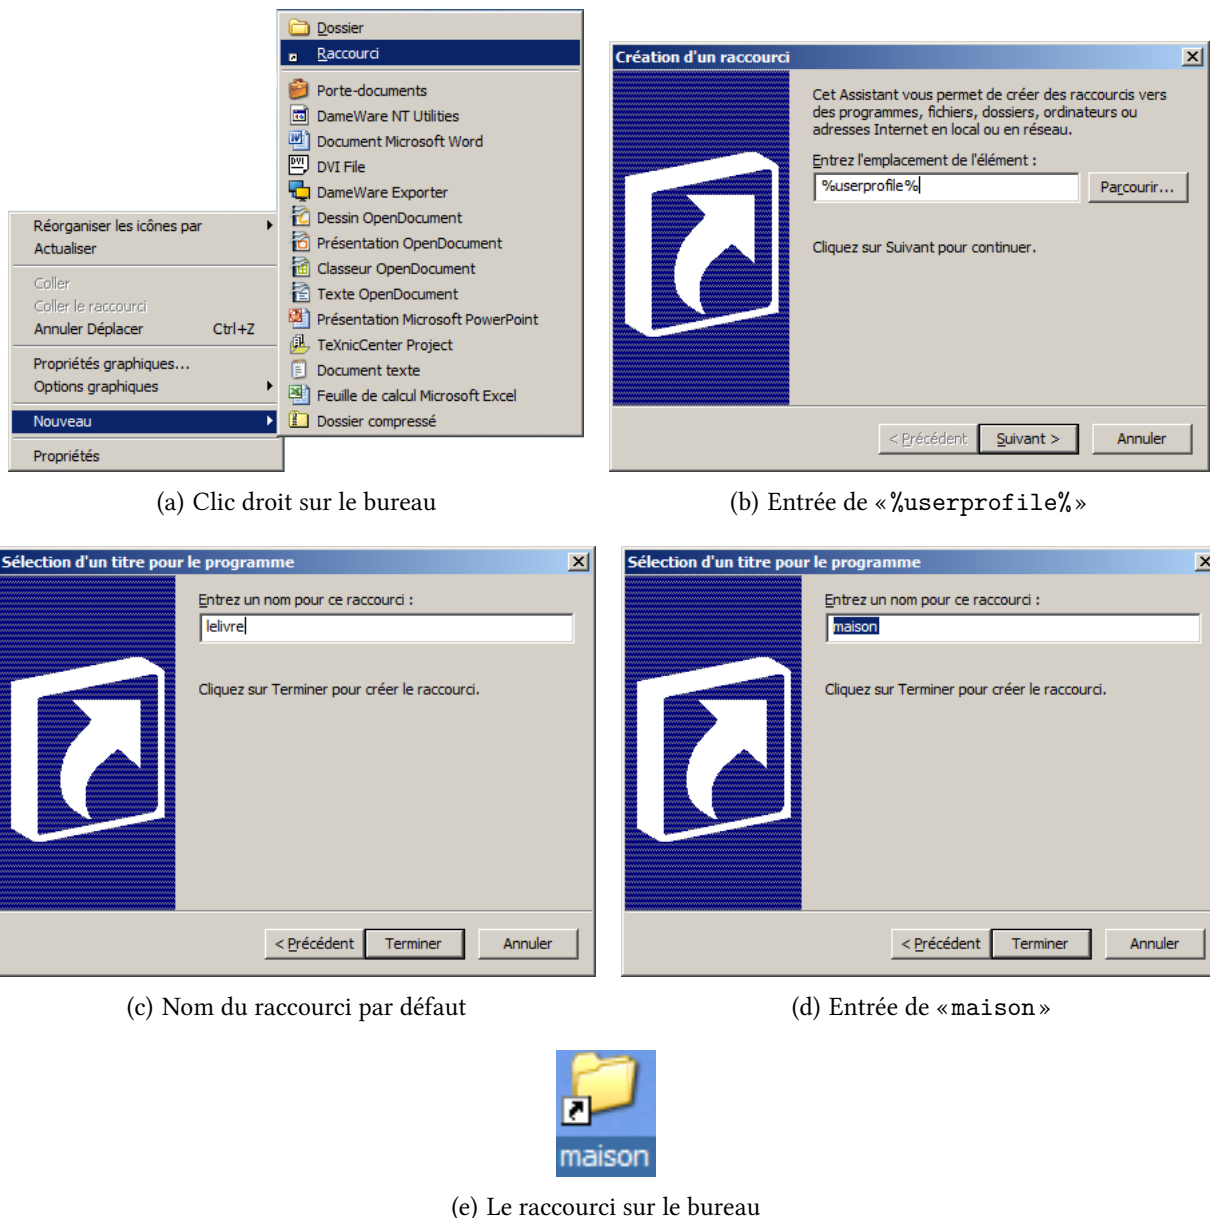 Dossier
Raccourci
Porte-documents
DameWare NT Utilities
Document Microsoft Word
DVI File
DameWare Exporter
Dessin OpenDocument
Présentation OpenDocument
Classeur OpenDocument
Texte OpenDocument
Présentation Microsoft PowerPoint
TeXnicCenter Project
Document texte
Feuille de calcul Microsoft Excel
Dossier compressé
Réorganiser les icônes par
Actualiser
Coller
Coller le raccourci
Annuler Déplacer Ctrl+Z
Propriétés graphiques...
Options graphiques
Nouveau
Propriétés
(a) Clic droit sur le bureau
Création d'un raccourci
Cet Assistant vous permet de créer des raccourcis vers
des programmes, fichiers, dossiers, ordinateurs ou
adresses Internet en local ou en réseau.
Entrez l'emplacement de l'élément :
%userprofile%
Parcourir...
Cliquez sur Suivant pour continuer.
< Précédent Suivant > Annuler
(b) Entrée de « %userprofile% »
Sélection d'un titre pour le programme
Entrez un nom pour ce raccourci :
lelivre
Cliquez sur Terminer pour créer le raccourci.
< Précédent Terminer Annuler
(c) Nom du raccourci par défaut
Sélection d'un titre pour le programme
Entrez un nom pour ce raccourci :
maison
Cliquez sur Terminer pour créer le raccourci.
< Précédent Terminer Annuler
(d) Entrée de « maison »
maison
(e) Le raccourci sur le bureau